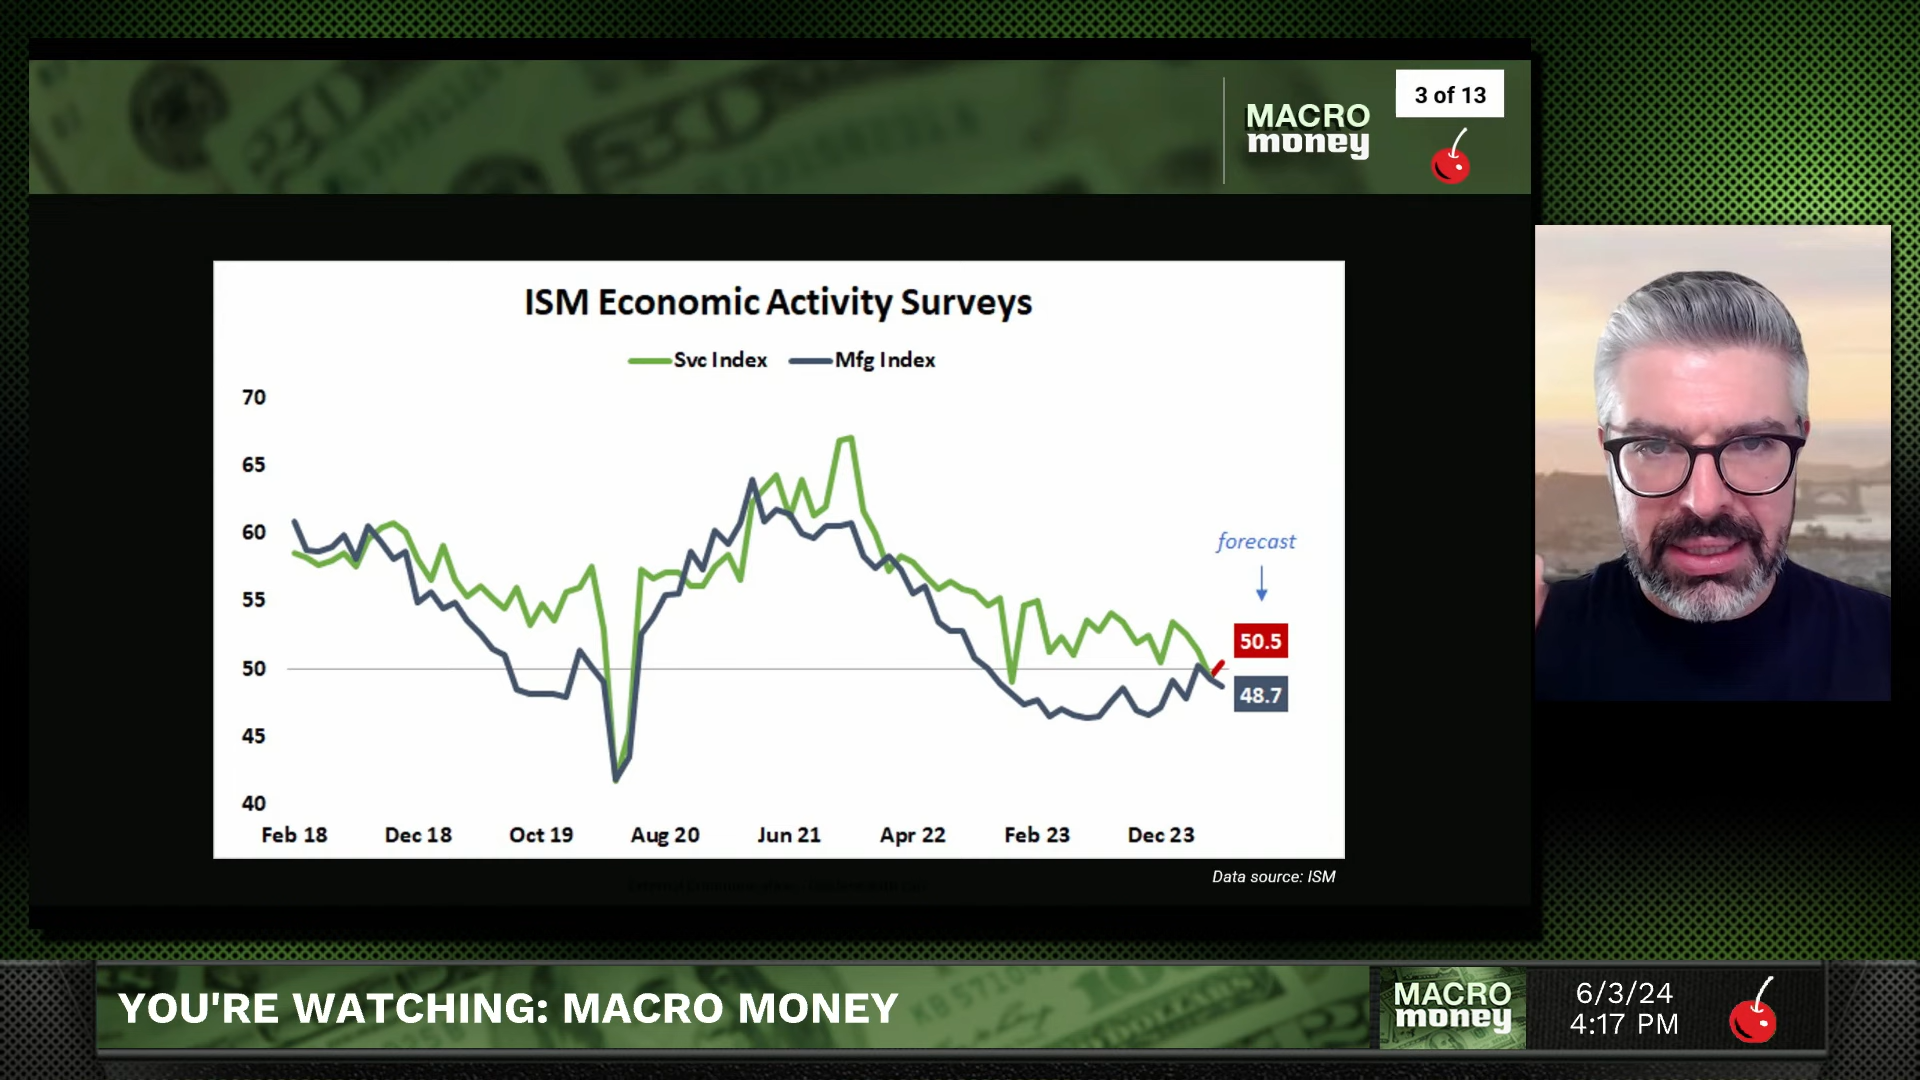 MACRO
money
3 of 13
ISM Economic Activity Surveys
Svc Index
Mfg Index
70
65
60
55
50
45
40
forecast
50.5
48.7
Feb 18
Dec 18
Oct 19
Aug 20
Jun 21
Apr 22
Feb 23
Dec 23
Data source: ISM
YOU'RE WATCHING: MACRO MONEY
MACRO
money
6/3/24
4:17 PM